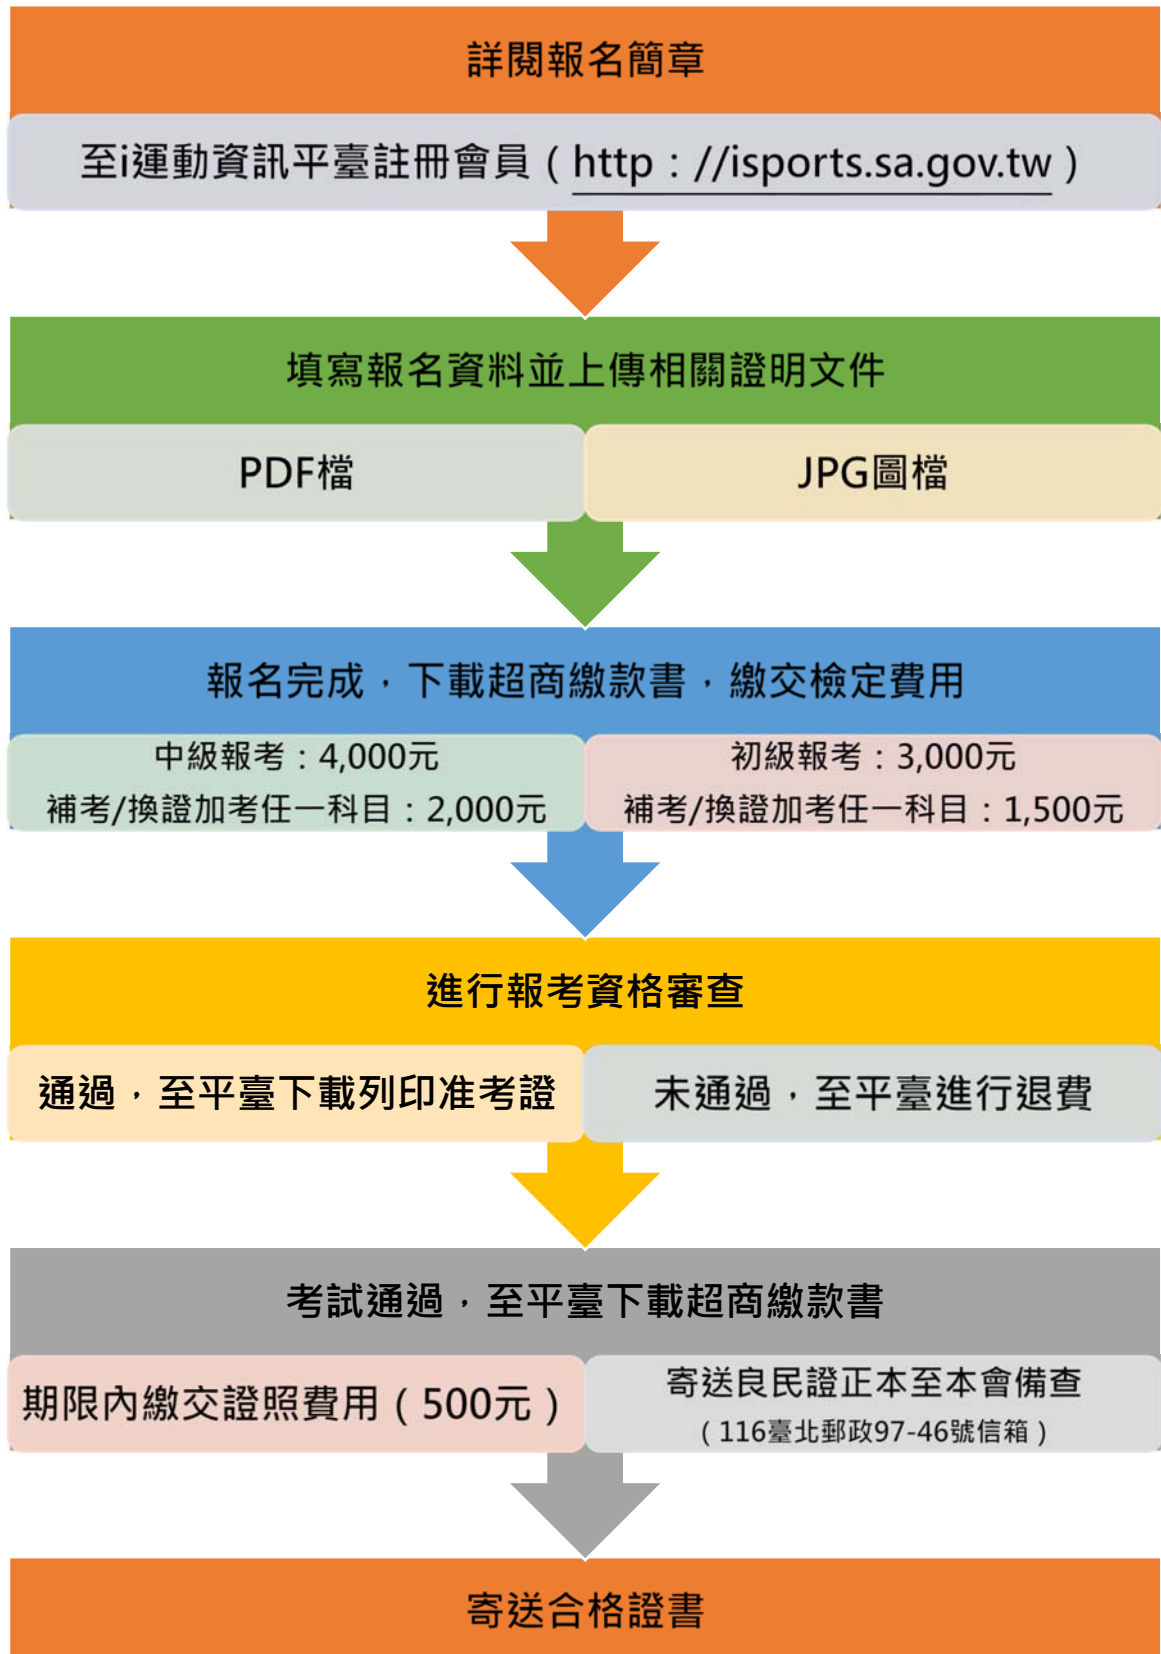 詳閱報名簡章
至i運動資訊平臺註冊會員（http：//isports.sa.gov.tw）
填寫報名資料並上傳相關證明文件
PDF檔
JPG圖檔
報名完成，下載超商繳款書，繳交檢定費用
中級報考：4,000元
補考/換證加考任一科目：2,000元
初級報考：3,000元
補考/換證加考任一科目：1,500元
進行報考資格審查
通過，至平臺下載列印准考證
未通過，至平臺進行退費
考試通過，至平臺下載超商繳款書
期限內繳交證照費用（500元）
寄送良民證正本至本會備查
（116臺北郵政97-46號信箱）
寄送合格證書